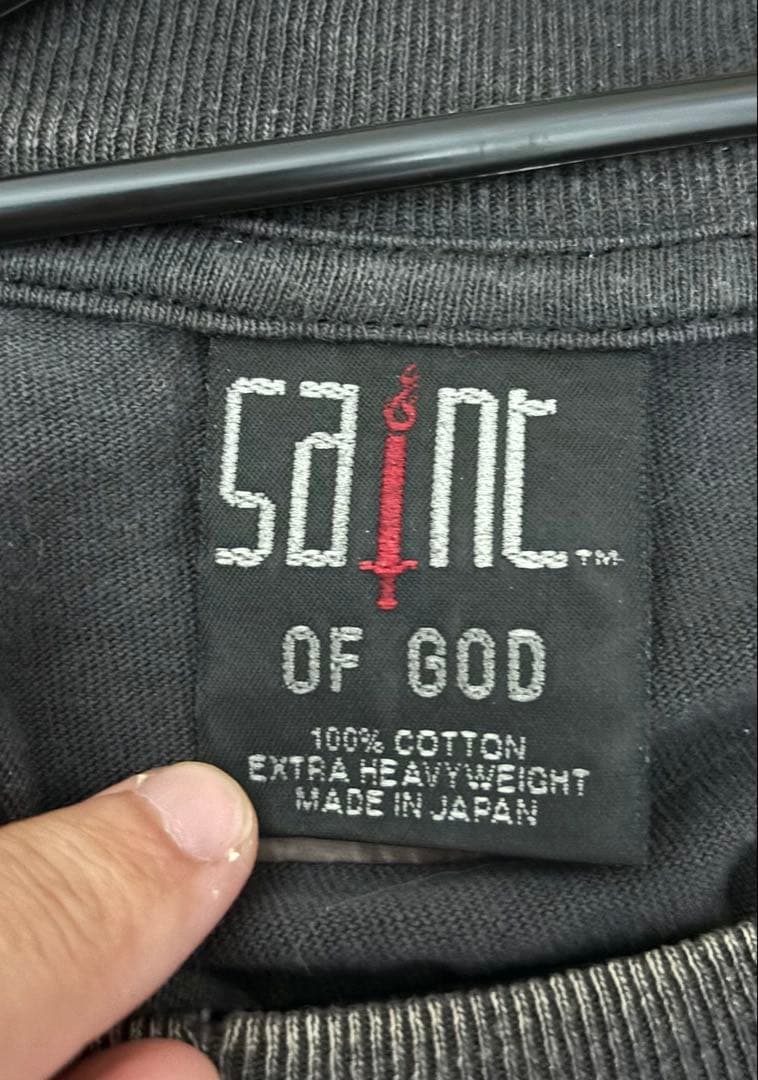 saint™
OF GOD
100% COTTON
EXTRA HEAVYWEIGHT
MADE IN JAPAN